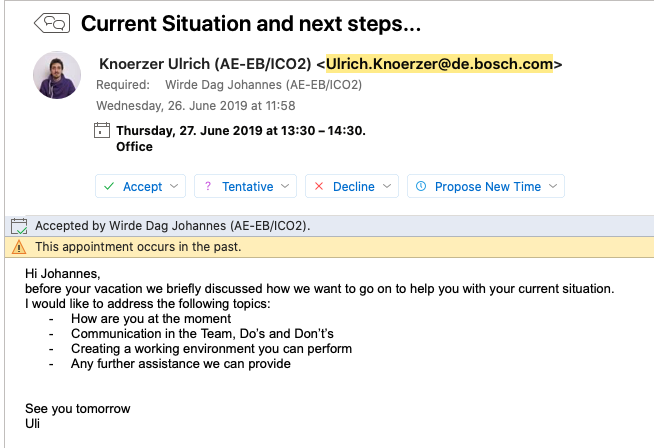 Current Situation and next steps...
Knoerzer Ulrich (AE-EB/ICO2) <Ulrich.Knoerzer@de.bosch.com>
Required: Wirde Dag Johannes (AE-EB/ICO2)
Wednesday, 26. June 2019 at 11:58
Thursday, 27. June 2019 at 13:30 – 14:30.
Office
Accept ? Tentative Decline Propose New Time
Accepted by Wirde Dag Johannes (AE-EB/ICO2).
This appointment occurs in the past.
Hi Johannes,
before your vacation we briefly discussed how we want to go on to help you with your current situation.
I would like to address the following topics:
- How are you at the moment
- Communication in the Team, Do's and Don't's
- Creating a working environment you can perform
- Any further assistance we can provide
See you tomorrow
Uli